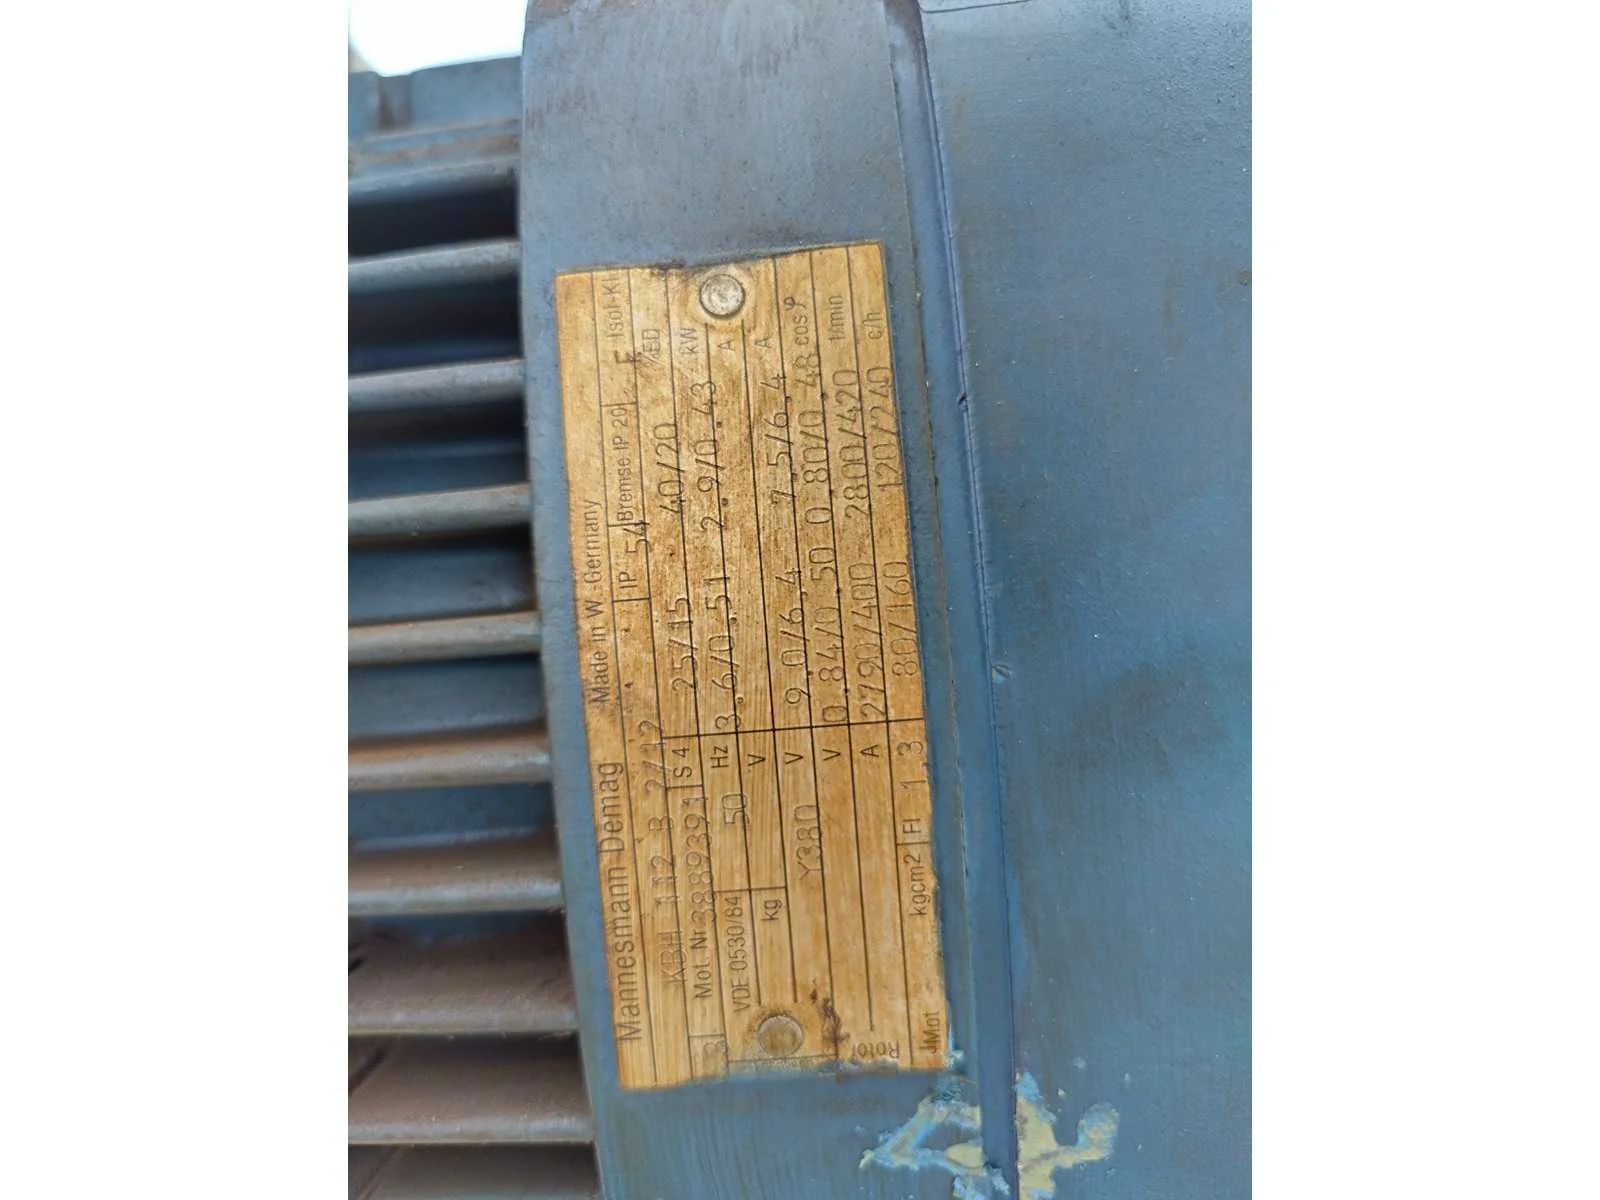 Mannesmann Demag Made in W.-Germany
KBH 112 B 2/12 IP 54 Bremse IP 20 F Isol-Kl
3 Mot. Nr. 38893911 S 4 25/15 40/20 %ED
VDE 0530/84 50 Hz 3.6/0.51 2.9/0.43 kW
kg V A
Y380 V 9.0/6.4 7.5/6.4 A
V 0.84/0.50 0.80/0.48 cos φ
Rotor A 2790/400 2800/420 1/min
JMot kgcm2 FI 1.3 80/160 120/240 c/h